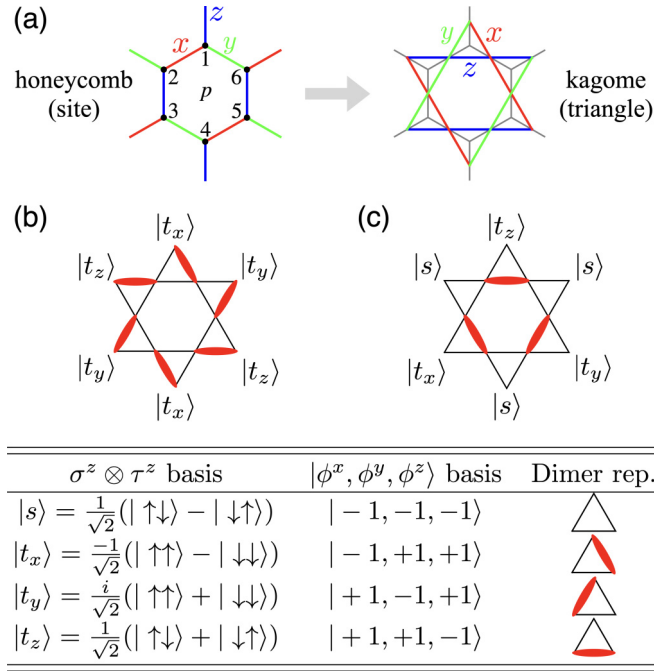 (a)
z
x y
1
2 6
p
3 5
4
honeycomb
(site)
y x
z
kagome
(triangle)
(b)
|t_x⟩
|t_z⟩ |t_y⟩
|t_y⟩ |t_z⟩
|t_x⟩
(c)
|t_z⟩
|s⟩ |s⟩
|t_x⟩ |t_y⟩
|s⟩
σ^z ⊗ τ^z basis |ϕ^x, ϕ^y, ϕ^z⟩ basis Dimer rep.
|s⟩ = 1/√2(| ↑↓⟩ − | ↓↑⟩) | − 1, −1, −1⟩
|t_x⟩ = −1/√2(| ↑↑⟩ − | ↓↓⟩) | − 1, +1, +1⟩
|t_y⟩ = i/√2(| ↑↑⟩ + | ↓↓⟩) | + 1, −1, +1⟩
|t_z⟩ = 1/√2(| ↑↓⟩ + | ↓↑⟩) | + 1, +1, −1⟩